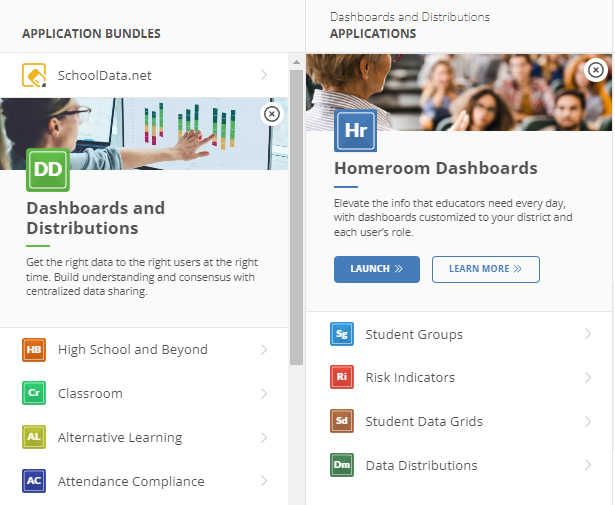 APPLICATION BUNDLES
SchoolData.net
DD
Dashboards and
Distributions
Get the right data to the right users at the right
time. Build understanding and consensus with
centralized data sharing.
HB High School and Beyond
Cr Classroom
AL Alternative Learning
AC Attendance Compliance
Dashboards and Distributions
APPLICATIONS
Hr
Homeroom Dashboards
Elevate the info that educators need every day,
with dashboards customized to your district and
each user's role.
LAUNCH LEARN MORE
Sg Student Groups
Ri Risk Indicators
Sd Student Data Grids
Dm Data Distributions